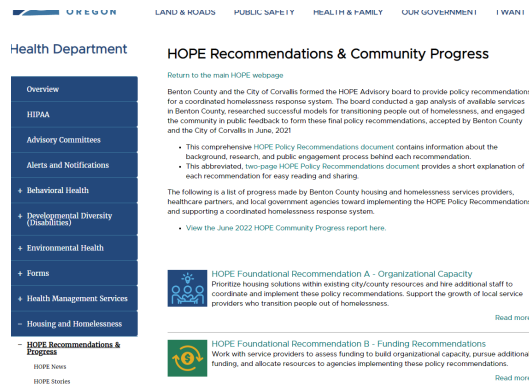 OREGON
LAND & ROADS PUBLIC SAFETY HEALTH & FAMILY OUR GOVERNMENT I WANT
Health Department
Overview
HIPAA
Advisory Committees
Alerts and Notifications
+ Behavioral Health
+ Developmental Diversity
(Disabilities)
+ Environmental Health
+ Forms
+ Health Management Services
– Housing and Homelessness
– HOPE Recommendations &
Progress
HOPE News
HOPE Stories
HOPE Recommendations & Community Progress
Return to the main HOPE webpage
Benton County and the City of Corvallis formed the HOPE Advisory board to provide policy recommendations
for a coordinated homelessness response system. The board conducted a gap analysis of available services
in Benton County, researched successful models for transitioning people out of homelessness, and engaged
the community in public feedback to form these final policy recommendations, accepted by Benton County
and the City of Corvallis in June, 2021
• This comprehensive HOPE Policy Recommendations document contains information about the
background, research, and public engagement process behind each recommendation.
• This abbreviated, two-page HOPE Policy Recommendations document provides a short explanation of
each recommendation for easy reading and sharing.
The following is a list of progress made by Benton County housing and homelessness services providers,
healthcare partners, and local government agencies toward implementing the HOPE Policy Recommendations
and supporting a coordinated homelessness response system.
• View the June 2022 HOPE Community Progress report here.
HOPE Foundational Recommendation A - Organizational Capacity
Prioritize housing solutions within existing city/county resources and hire additional staff to
coordinate and implement these policy recommendations. Support the growth of local service
providers who transition people out of homelessness.
Read more
HOPE Foundational Recommendation B - Funding Recommendations
Work with service providers to assess funding to build organizational capacity, pursue additional
funding, and allocate resources to agencies implementing these policy recommendations.
Read more